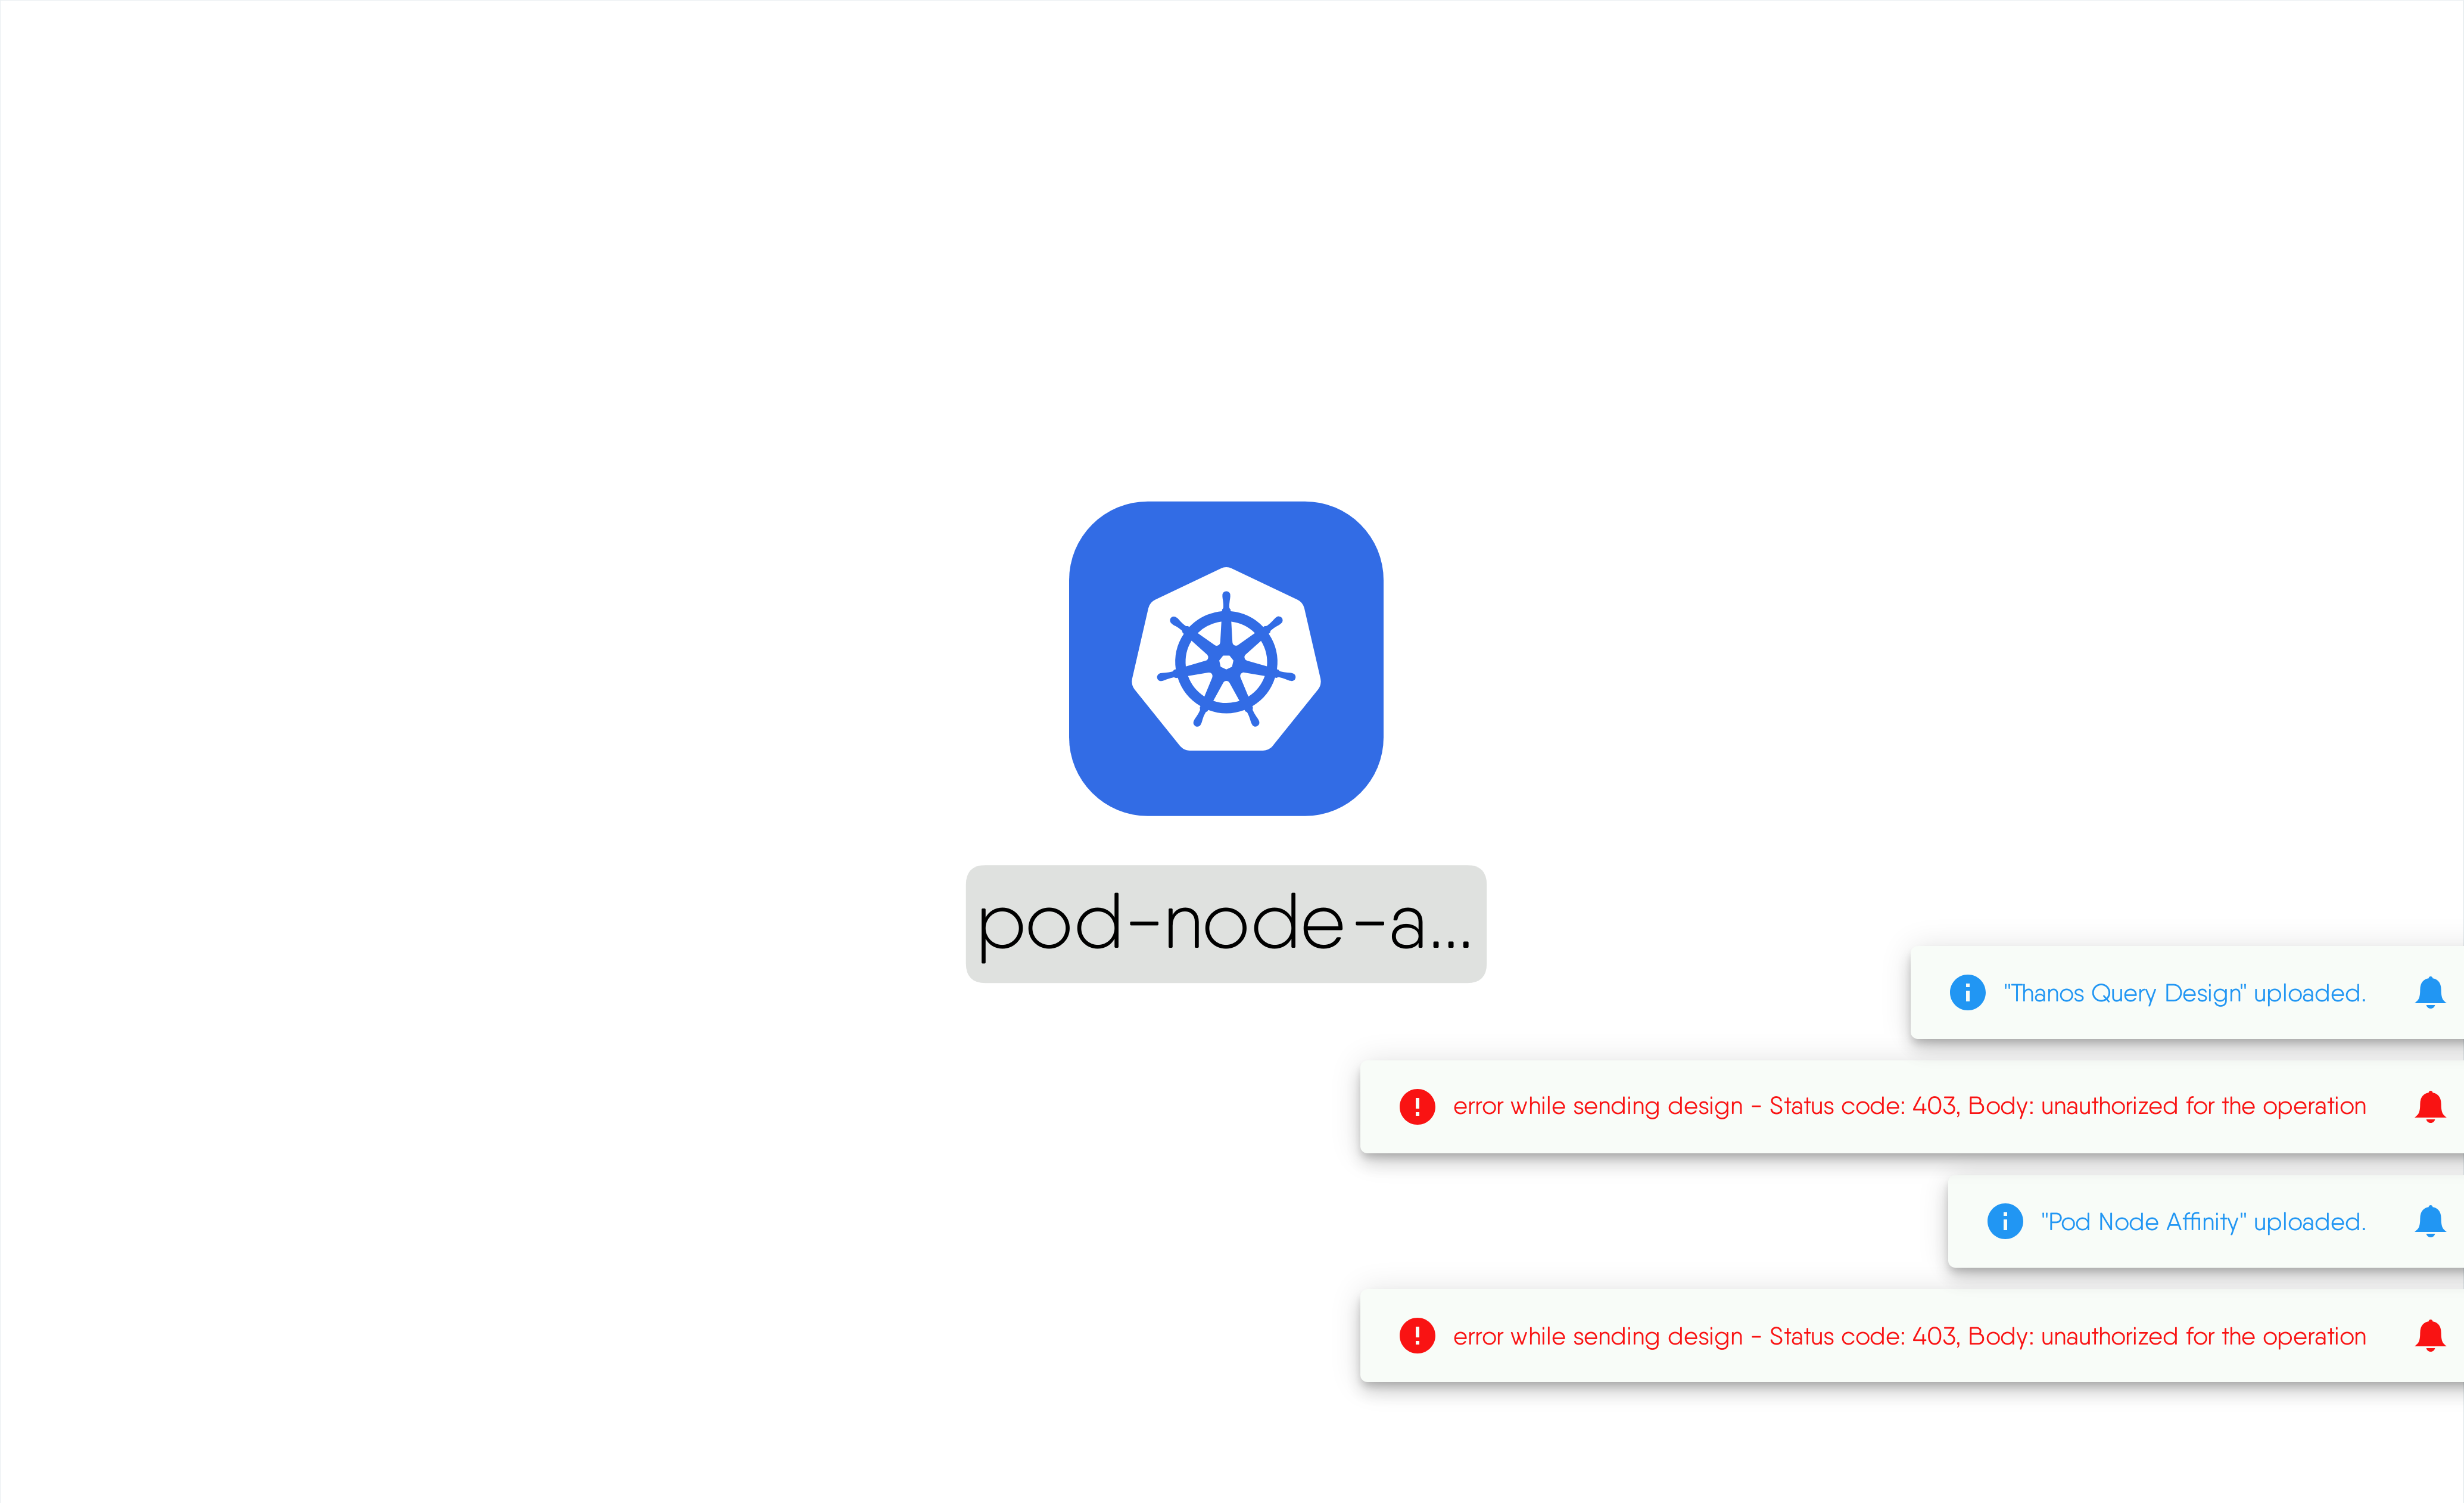 pod-node-a...
"Thanos Query Design" uploaded.
error while sending design - Status code: 403, Body: unauthorized for the operation
"Pod Node Affinity" uploaded.
error while sending design - Status code: 403, Body: unauthorized for the operation